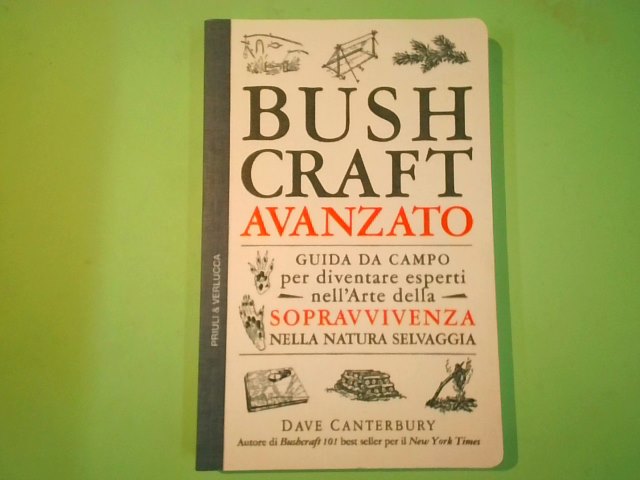 BUSH
CRAFT
AVANZATO
GUIDA DA CAMPO
per diventare esperti
nell'Arte della
SOPRAVVIVENZA
NELLA NATURA SELVAGGIA
DAVE CANTERBURY
Autore di Bushcraft 101 best seller per il New York Times
PRIULI & VERLUCCA